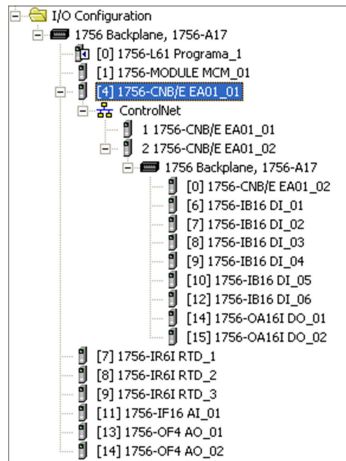 I/O Configuration
1756 Backplane, 1756-A17
[0] 1756-L61 Programa_1
[1] 1756-MODULE MCM_01
[4] 1756-CNB/E EA01_01
ControlNet
1 1756-CNB/E EA01_01
2 1756-CNB/E EA01_02
1756 Backplane, 1756-A17
[0] 1756-CNB/E EA01_02
[6] 1756-IB16 DI_01
[7] 1756-IB16 DI_02
[8] 1756-IB16 DI_03
[9] 1756-IB16 DI_04
[10] 1756-IB16 DI_05
[12] 1756-IB16 DI_06
[14] 1756-OA16I DO_01
[15] 1756-OA16I DO_02
[7] 1756-IR6I RTD_1
[8] 1756-IR6I RTD_2
[9] 1756-IR6I RTD_3
[11] 1756-IF16 AI_01
[13] 1756-OF4 AO_01
[14] 1756-OF4 AO_02